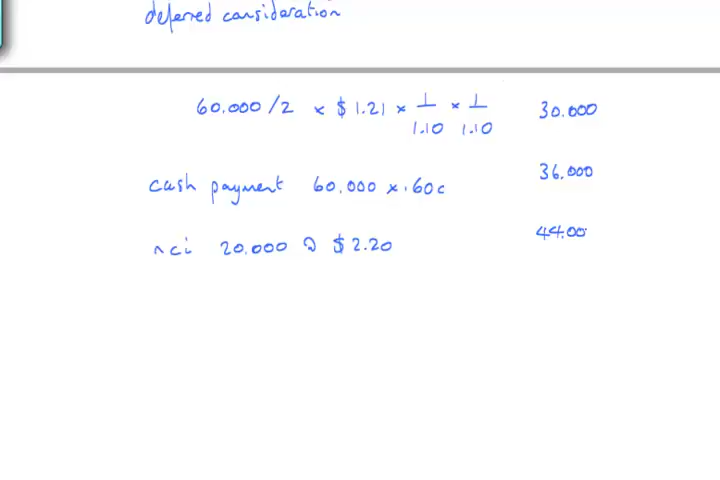 deferred consideration
60.000 /2 × $ 1.21 × 1/1.10 × 1/1.10 30.000
cash payment 60.000 × .60c 36.000
nci 20.000 @ $ 2.20 44.00